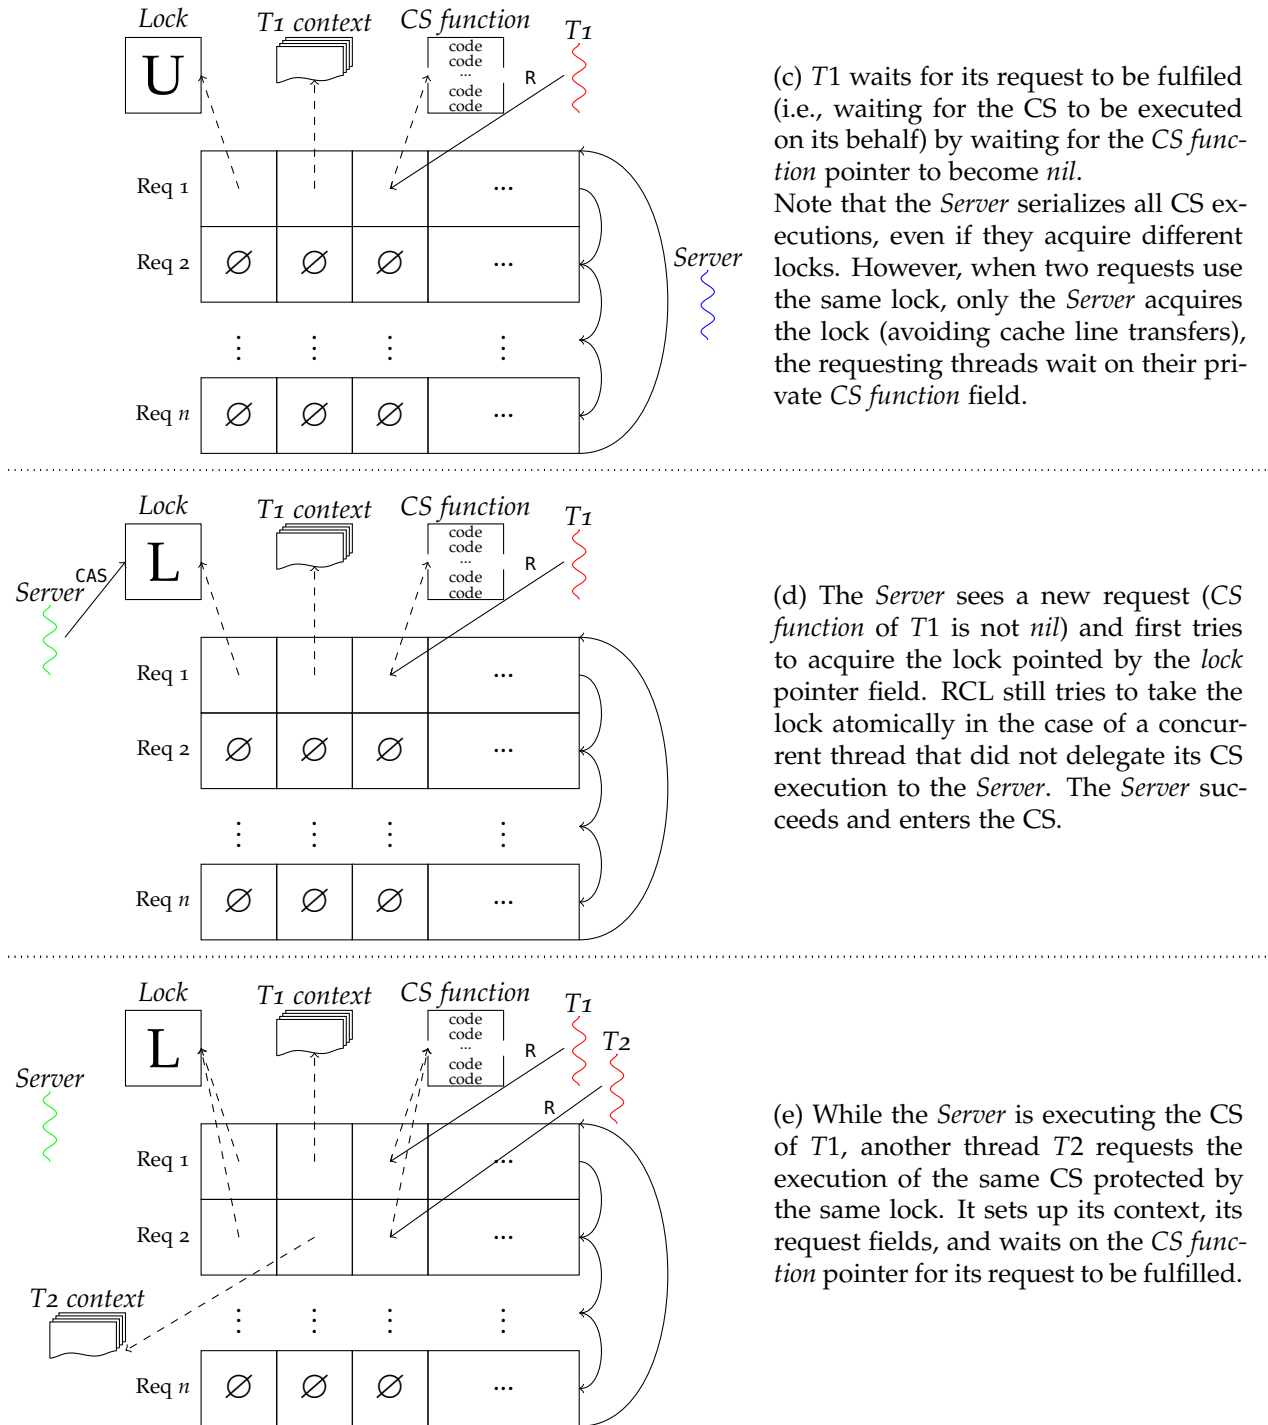 Lock T1 context CS function T1
U
code
code
...
code
code
R
Req 1 ...
Req 2 ∅ ∅ ∅ ...
Server
⋮ ⋮ ⋮ ⋮
Req n ∅ ∅ ∅ ...
(c) T1 waits for its request to be fulfiled
(i.e., waiting for the CS to be executed
on its behalf) by waiting for the CS func-
tion pointer to become nil.
Note that the Server serializes all CS ex-
ecutions, even if they acquire different
locks. However, when two requests use
the same lock, only the Server acquires
the lock (avoiding cache line transfers),
the requesting threads wait on their pri-
vate CS function field.
Lock T1 context CS function T1
L
code
code
...
code
code
R
CAS
Server
Req 1 ...
Req 2 ∅ ∅ ∅ ...
⋮ ⋮ ⋮ ⋮
Req n ∅ ∅ ∅ ...
(d) The Server sees a new request (CS
function of T1 is not nil) and first tries
to acquire the lock pointed by the lock
pointer field. RCL still tries to take the
lock atomically in the case of a concur-
rent thread that did not delegate its CS
execution to the Server. The Server suc-
ceeds and enters the CS.
Lock T1 context CS function T1
T2
L
code
code
...
code
code
R
Server
R
Req 1 ...
Req 2 ...
T2 context
⋮ ⋮ ⋮ ⋮
Req n ∅ ∅ ∅ ...
(e) While the Server is executing the CS
of T1, another thread T2 requests the
execution of the same CS protected by
the same lock. It sets up its context, its
request fields, and waits on the CS func-
tion pointer for its request to be fulfilled.